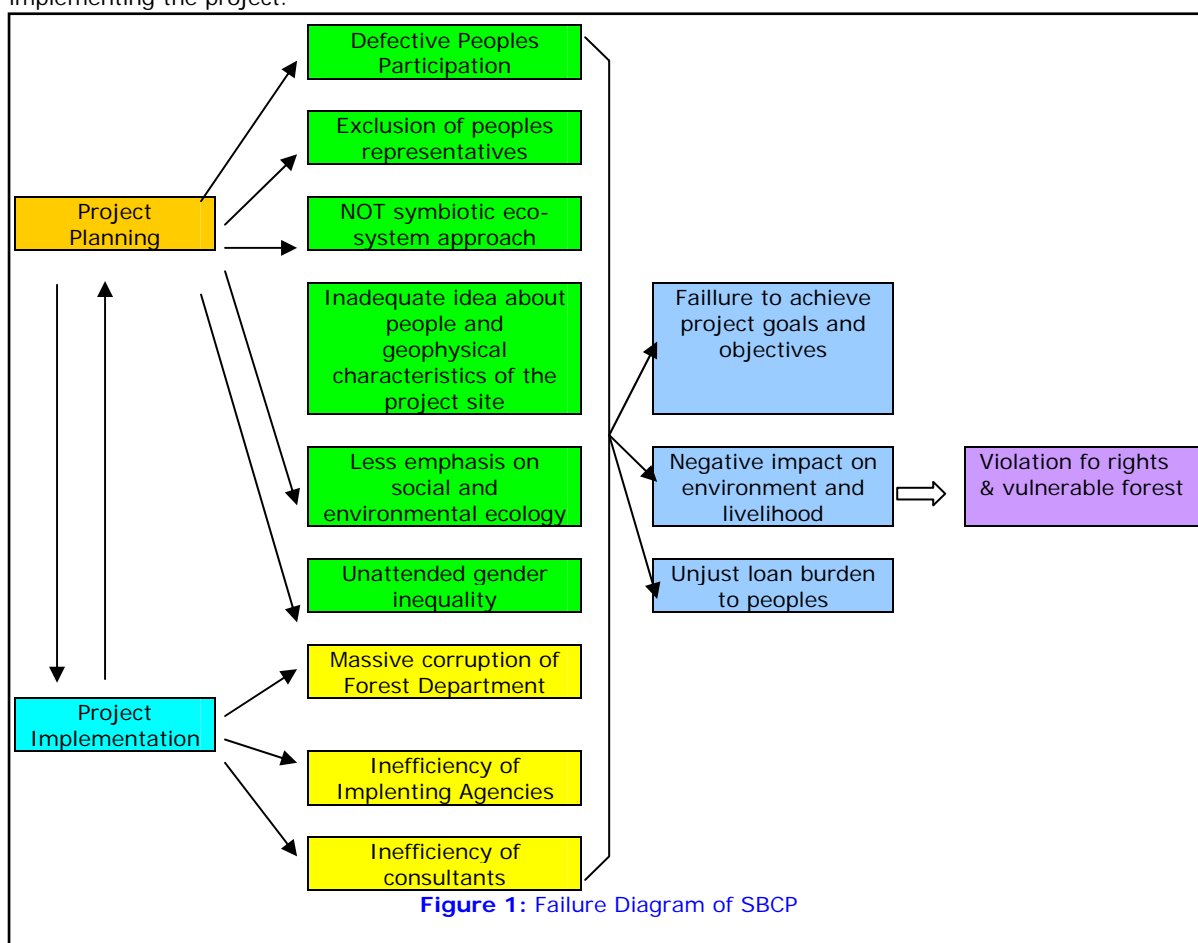 implementing the project.
Defective Peoples
Participation
Exclusion of peoples
representatives
Project
Planning
NOT symbiotic eco-
system approach
Inadequate idea about
people and
geophysical
characteristics of the
project site
Less emphasis on
social and
environmental ecology
Unattended gender
inequality
Massive corruption of
Forest Department
Project
Implementation
Inefficiency of
Implenting Agencies
Inefficiency of
consultants
Faillure to achieve
project goals and
objectives
Negative impact on
environment and
livelihood
Unjust loan burden
to peoples
Violation fo rights
& vulnerable forest
Figure 1: Failure Diagram of SBCP